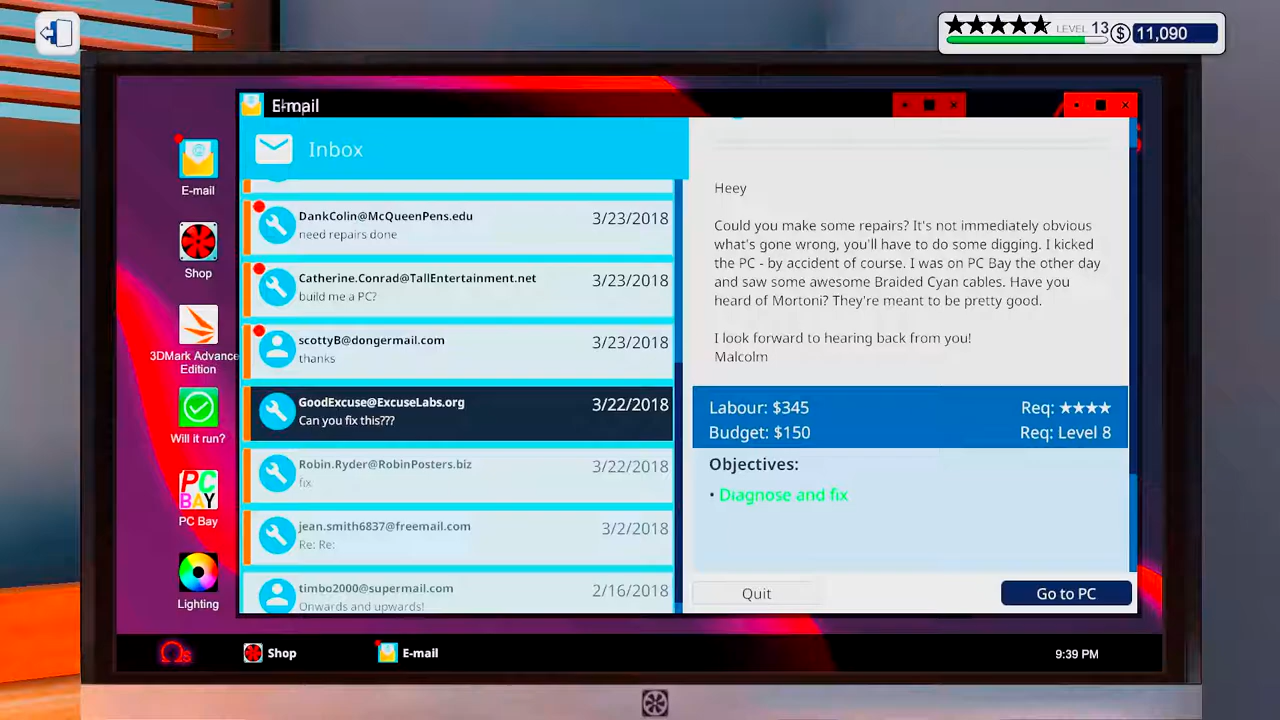 LEVEL 13
$ 11,090
E-mail
Inbox
E-mail
Shop
3DMark Advance
Edition
Will it run?
PC
BAY
PC Bay
Lighting
DankColin@McQueenPens.edu
3/23/2018
need repairs done
Catherine.Conrad@TallEntertainment.net
3/23/2018
build me a PC?
scottyB@dongermail.com
3/23/2018
thanks
GoodExcuse@ExcuseLabs.org
3/22/2018
Can you fix this???
Robin.Ryder@RobinPosters.biz
3/22/2018
fix
jean.smith6837@freemail.com
3/2/2018
Re: Re:
timbo2000@supermail.com
2/16/2018
Onwards and upwards!
Heey
Could you make some repairs? It's not immediately obvious
what's gone wrong, you'll have to do some digging. I kicked
the PC - by accident of course. I was on PC Bay the other day
and saw some awesome Braided Cyan cables. Have you
heard of Mortoni? They're meant to be pretty good.
I look forward to hearing back from you!
Malcolm
Labour: $345
Req: ★★★★
Budget: $150
Req: Level 8
Objectives:
• Diagnose and fix
Quit
Go to PC
Ωs
Shop
E-mail
9:39 PM